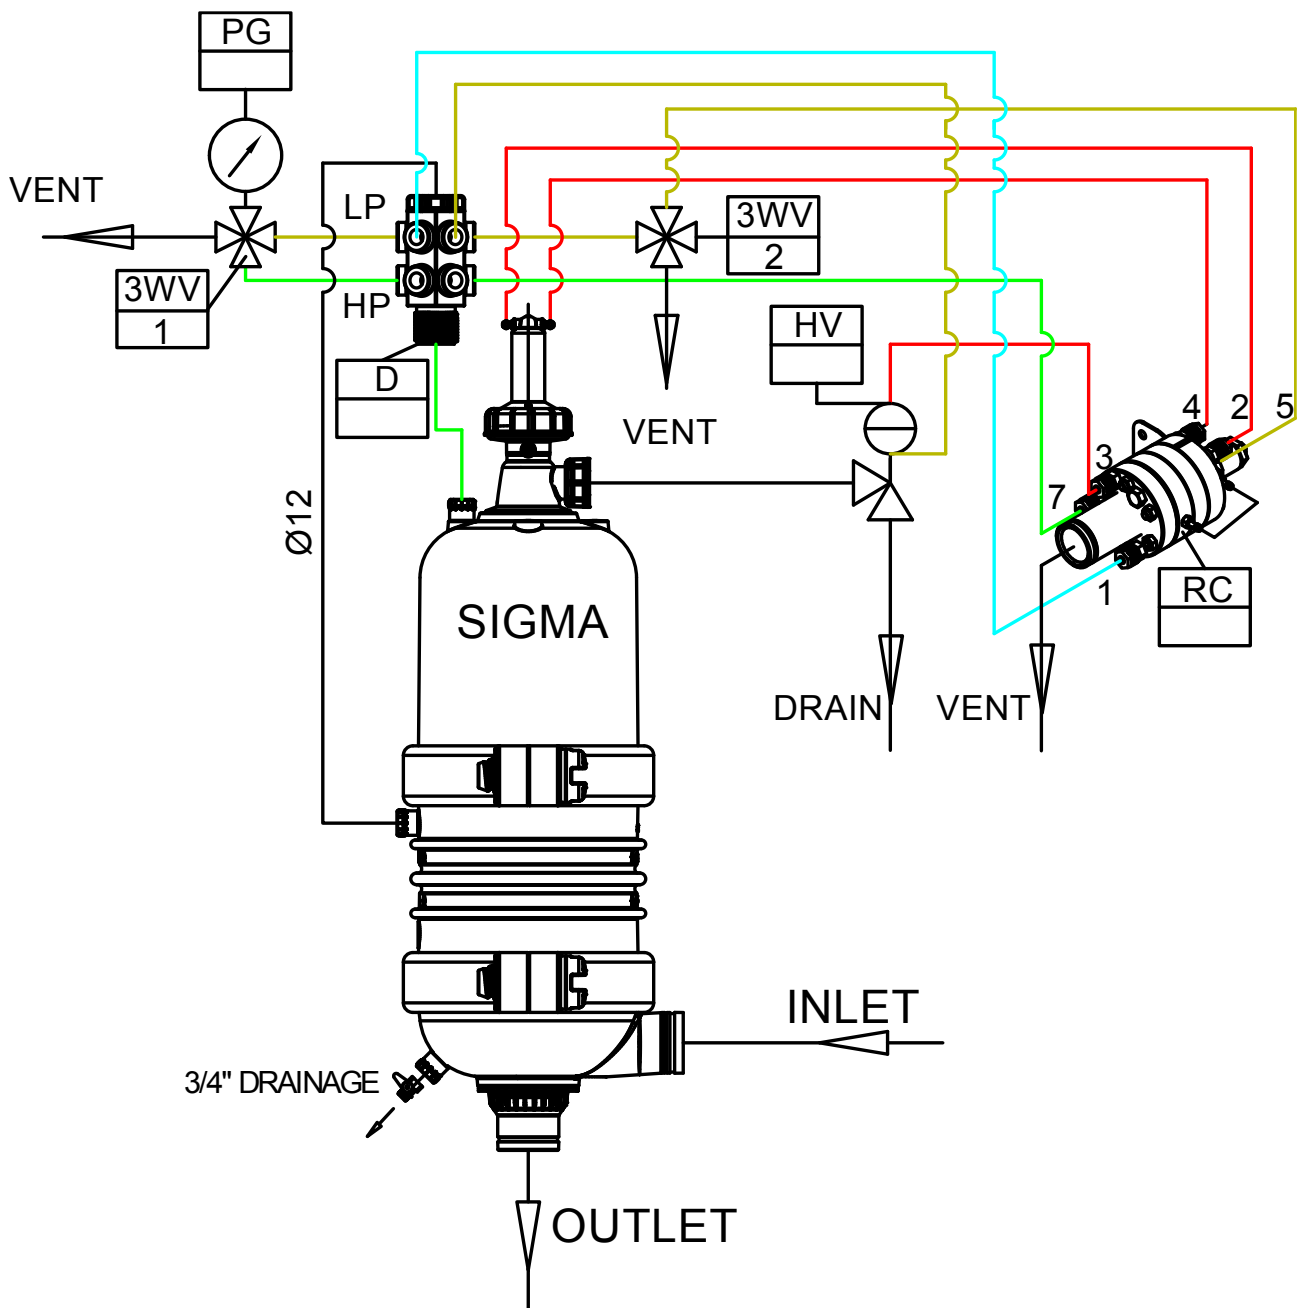 PG
VENT
LP
3WV
2
3WV
1
HP
HV
D
VENT
4
2
5
3
7
Ø12
SIGMA
1
RC
DRAIN
VENT
INLET
3/4" DRAINAGE
OUTLET